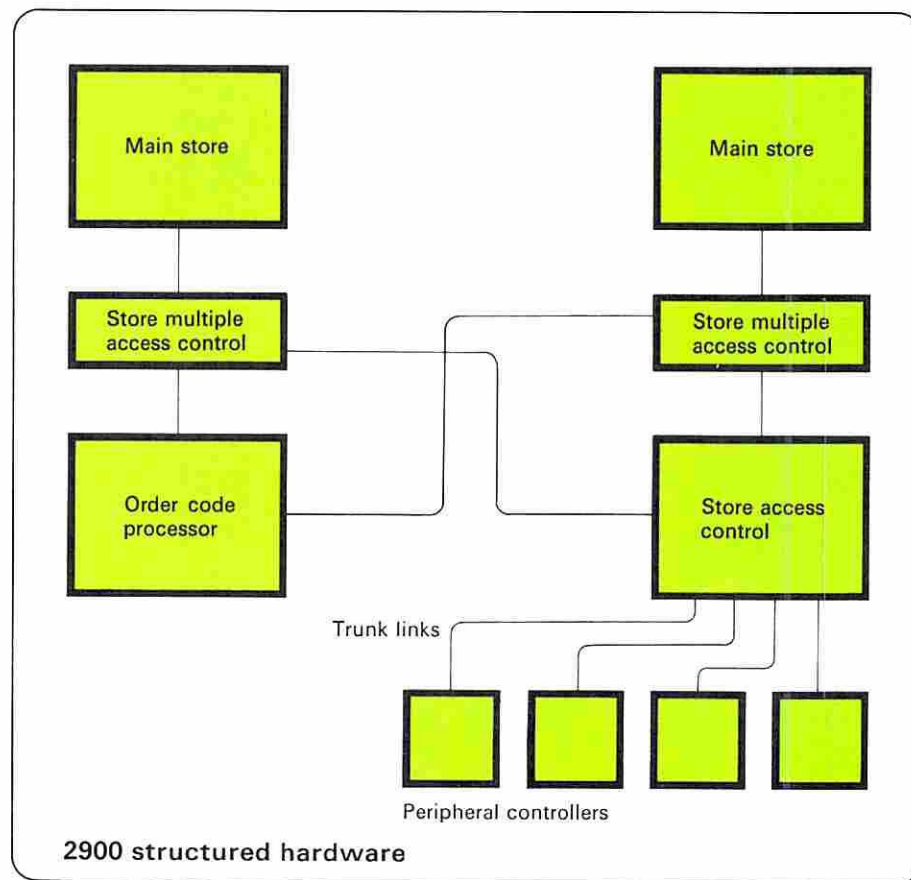 Main store
Main store
Store multiple
access control
Store multiple
access control
Order code
processor
Store access
control
Trunk links
Peripheral controllers
2900 structured hardware